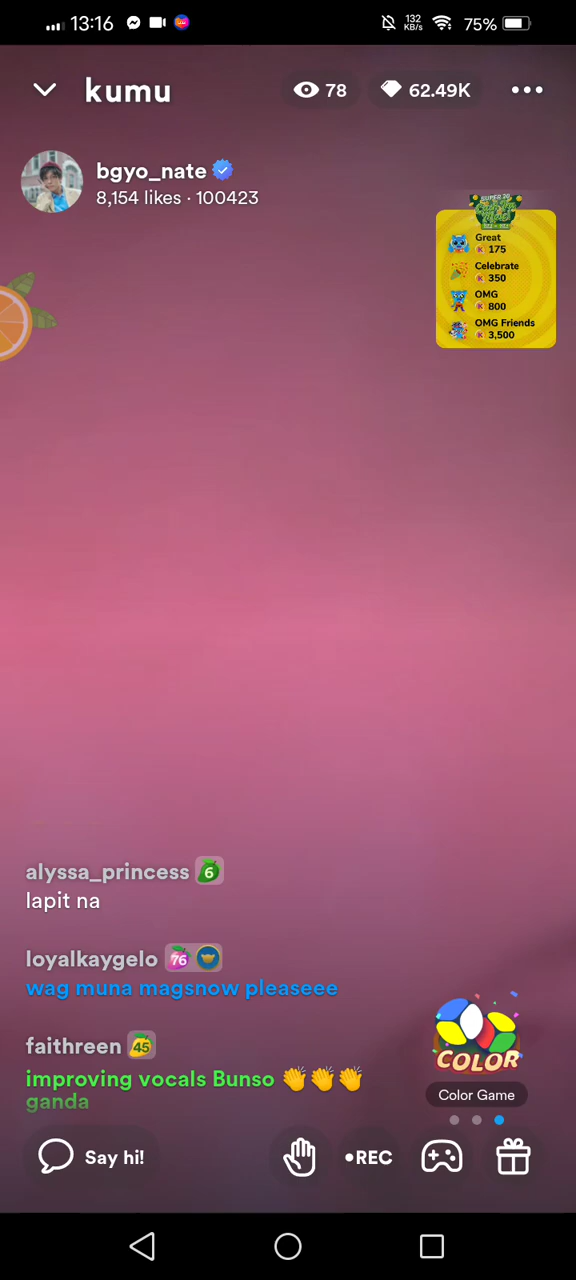 13:16
132
KB/s
75%
kumu
78
62.49K
bgyo_nate
8,154 likes · 100423
SUPER 20
Great
175
Celebrate
350
OMG
800
OMG Friends
3,500
alyssa_princess 6
lapit na
loyalkaygelo 76
wag muna magsnow pleaseee
faithreen 45
improving vocals Bunso 👏👏👏
ganda
COLOR
Color Game
Say hi!
•REC